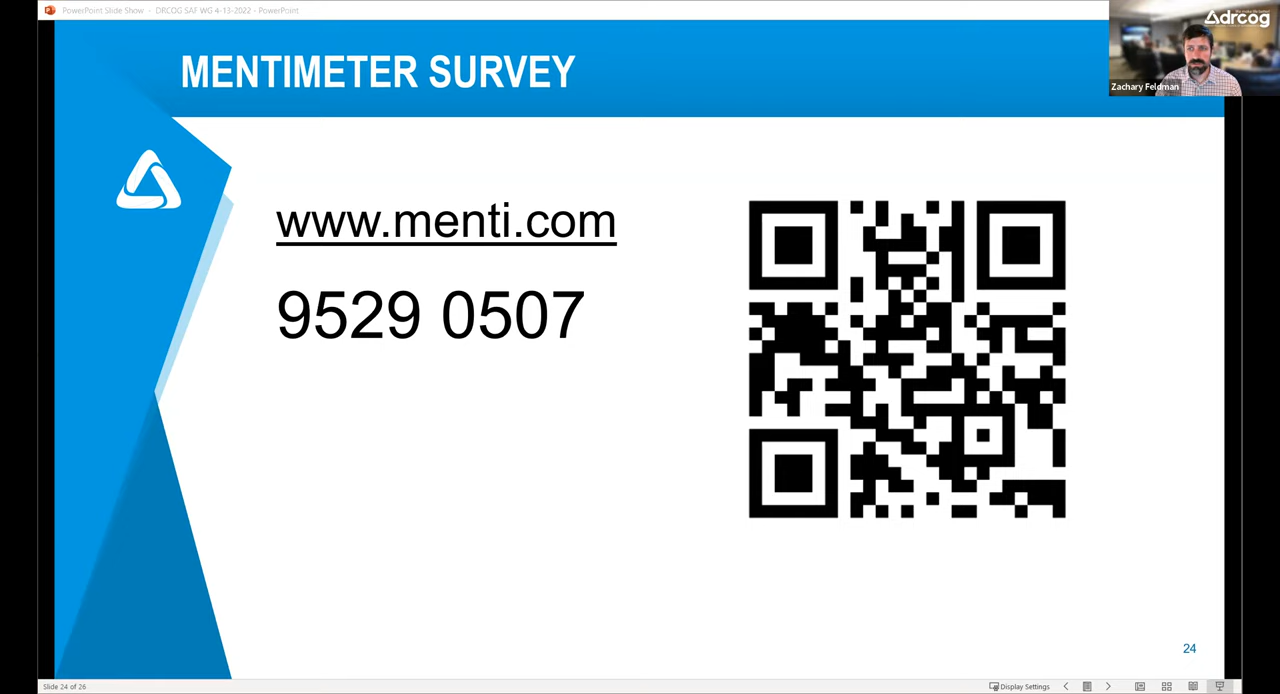 PowerPoint Slide Show - DRCOG SAF WG 4-13-2022 - PowerPoint
drcog
Zachary Feldman
MENTIMETER SURVEY
www.menti.com
9529 0507
24
Slide 24 of 26
Display Settings